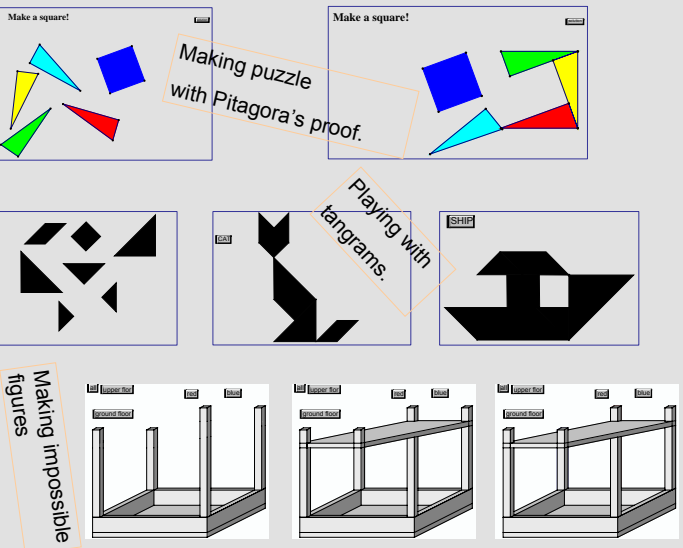 Make a square!
Make a square!
Making puzzle
with Pitagora's proof.
Playing with
tangrams.
CAT
SHIP
Making impossible
figures
all upper flor red blue
ground floor
all upper flor red blue
ground floor
all upper flor red blue
ground floor